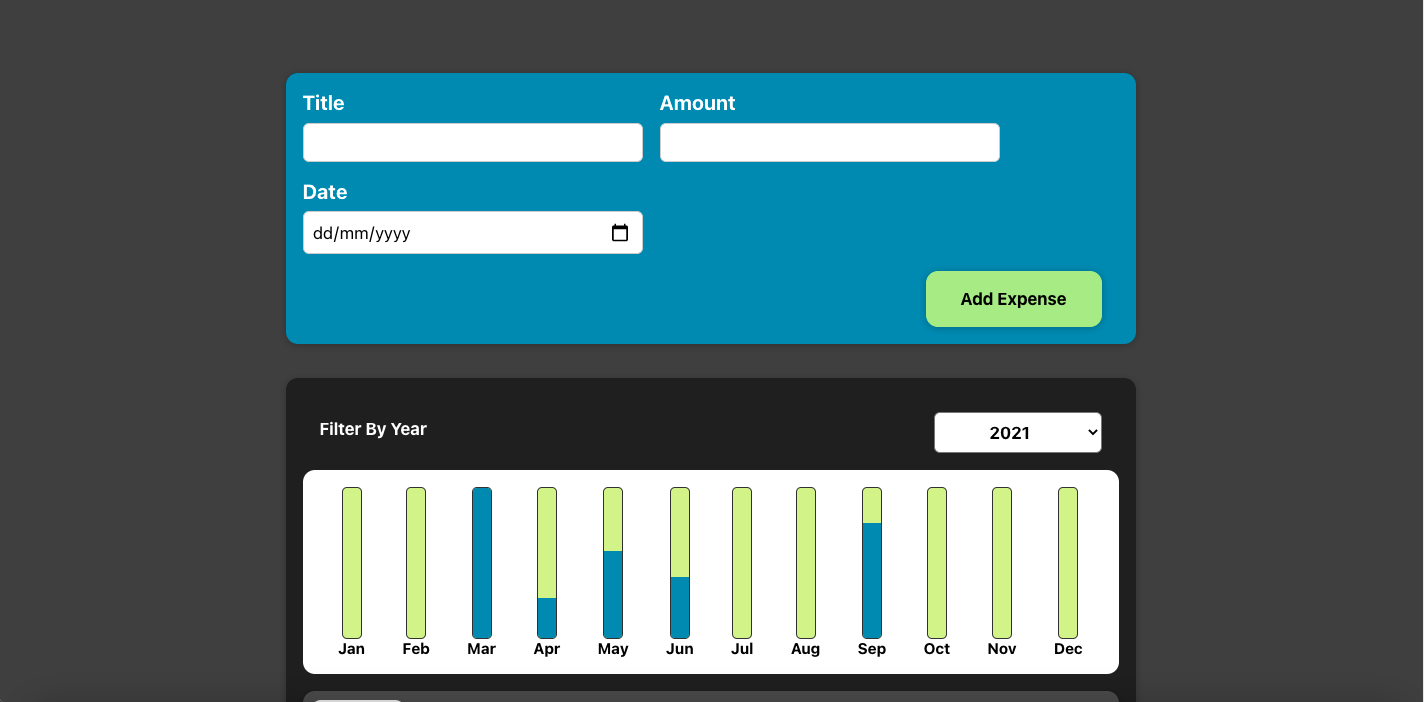 Title Amount
Date
dd/mm/yyyy
Add Expense
Filter By Year 2021
Jan Feb Mar Apr May Jun Jul Aug Sep Oct Nov Dec